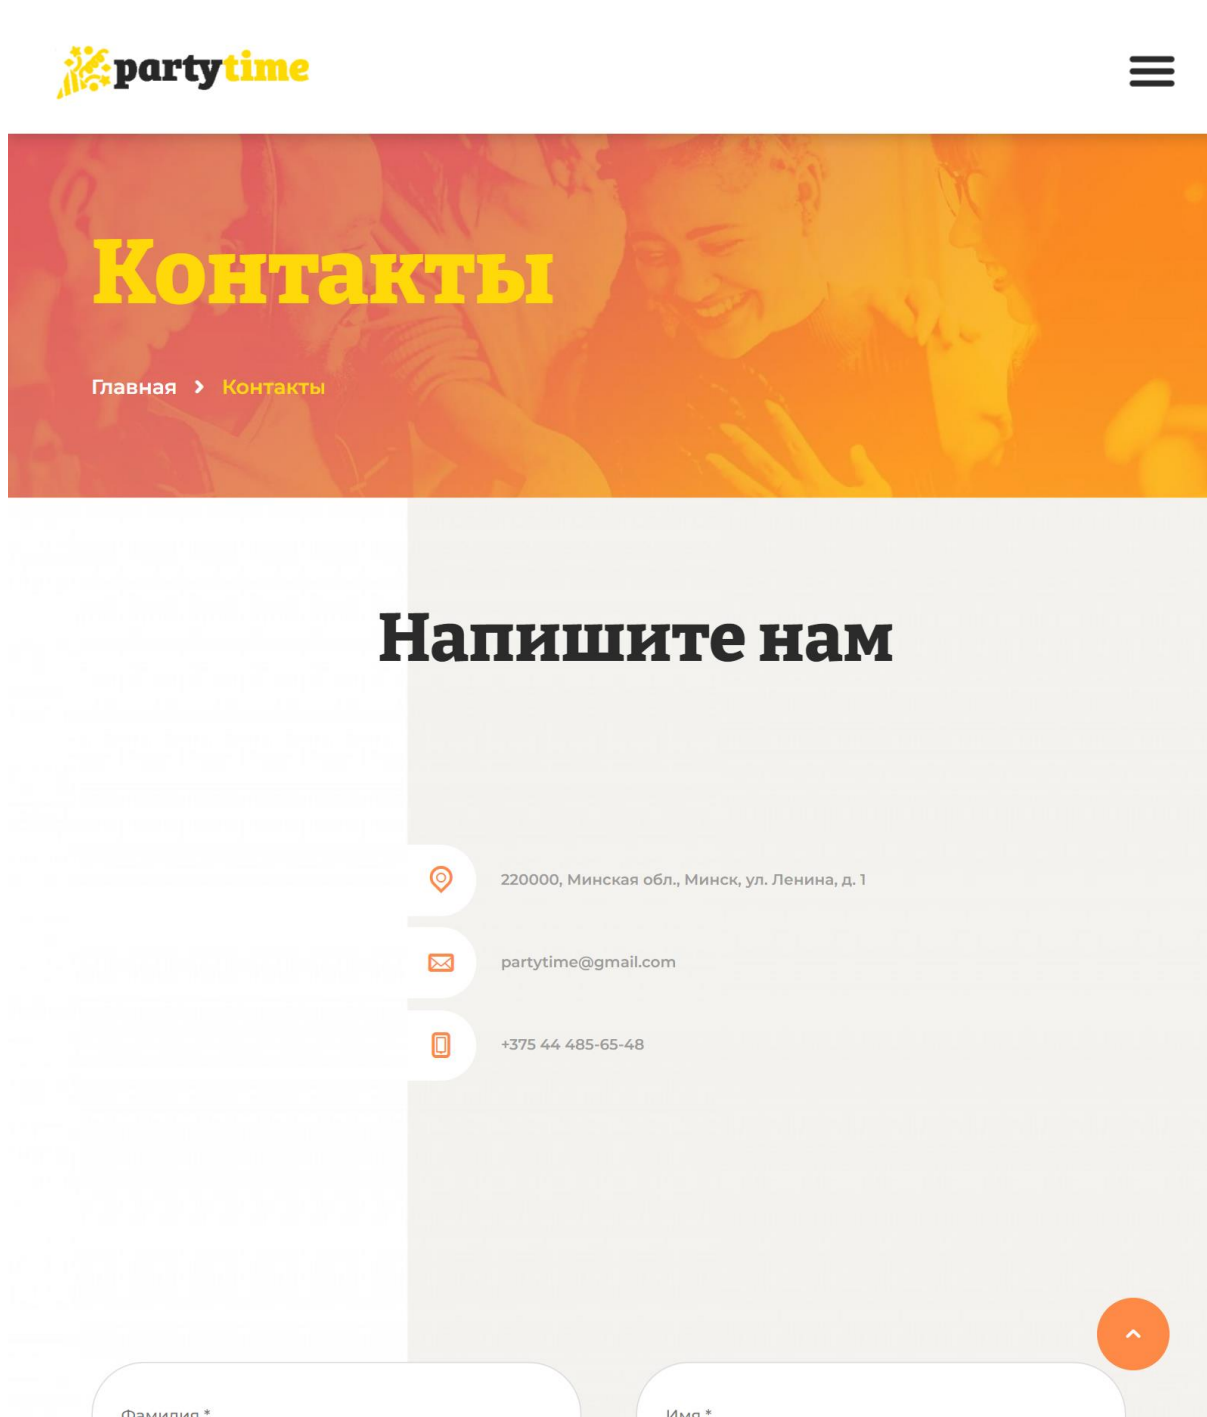 partytime
Контакты
Главная > Контакты
Напишите нам
220000, Минская обл., Минск, ул. Ленина, д. 1
partytime@gmail.com
+375 44 485-65-48
Фамилия * Имя *